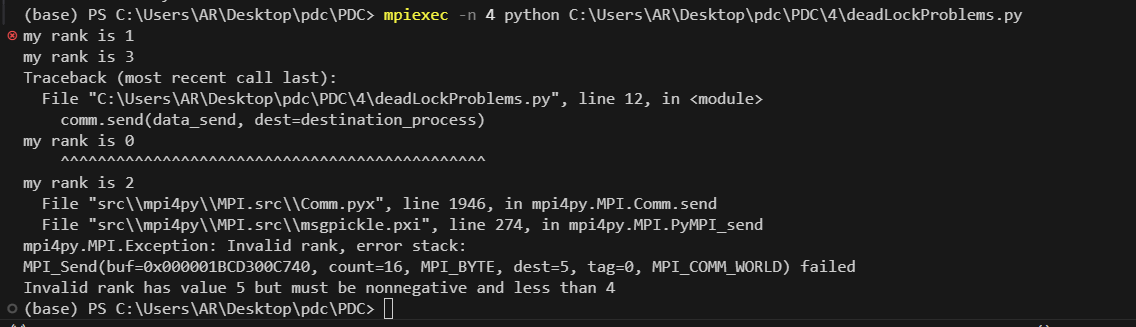 (base) PS C:\Users\AR\Desktop\pdc\PDC> mpiexec -n 4 python C:\Users\AR\Desktop\pdc\PDC\4\deadLockProblems.py
my rank is 1
my rank is 3
Traceback (most recent call last):
  File "C:\Users\AR\Desktop\pdc\PDC\4\deadLockProblems.py", line 12, in <module>
    comm.send(data_send, dest=destination_process)
my rank is 0
    ^^^^^^^^^^^^^^^^^^^^^^^^^^^^^^^^^^^^^^^^^^^^^^
my rank is 2
  File "src\\mpi4py\\MPI.src\\Comm.pyx", line 1946, in mpi4py.MPI.Comm.send
  File "src\\mpi4py\\MPI.src\\msgpickle.pxi", line 274, in mpi4py.MPI.PyMPI_send
mpi4py.MPI.Exception: Invalid rank, error stack:
MPI_Send(buf=0x000001BCD300C740, count=16, MPI_BYTE, dest=5, tag=0, MPI_COMM_WORLD) failed
Invalid rank has value 5 but must be nonnegative and less than 4
(base) PS C:\Users\AR\Desktop\pdc\PDC>